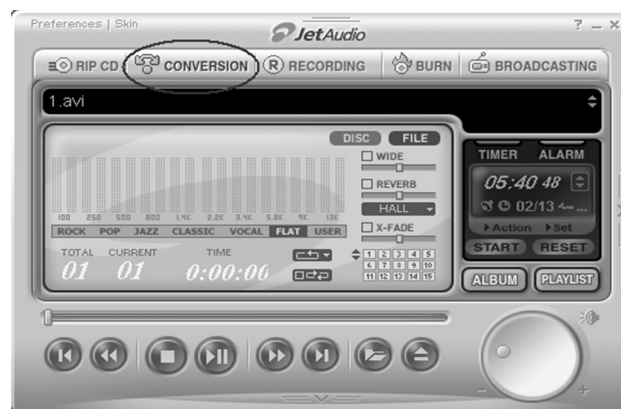 Preferences | Skin
JetAudio
? – ×
RIP CD
CONVERSION
R RECORDING
BURN
BROADCASTING
1.avi
DISC FILE
WIDE
REVERB
HALL
X-FADE
100 250 500 800 1.4K 2.2K 3.4K 5.8K 9K 13K
ROCK POP JAZZ CLASSIC VOCAL FLAT USER
TOTAL CURRENT TIME
01 01 0:00:06
1 2 3 4 5
6 7 8 9 10
11 12 13 14 15
TIMER ALARM
05:40 48
02/13
Action Set
START RESET
ALBUM PLAYLIST
– +